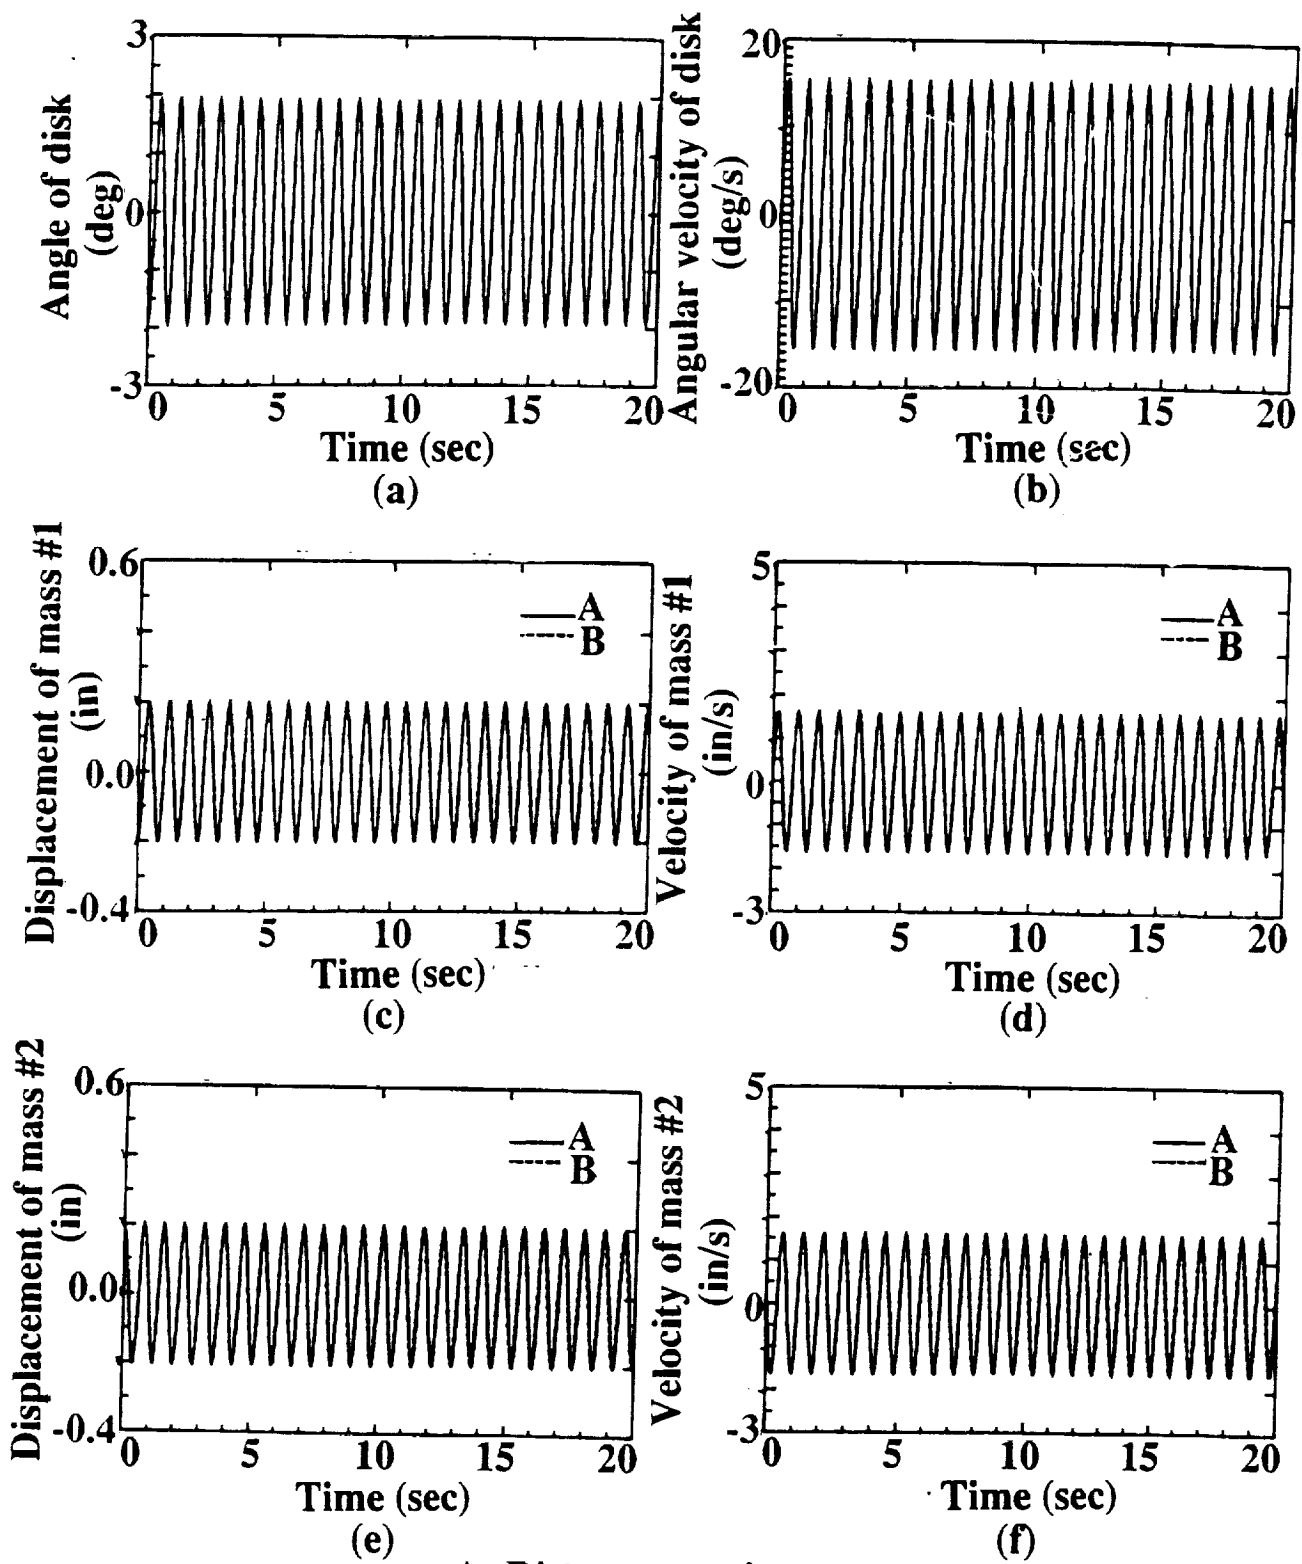 3
0
-3
Angle of disk
(deg)
0 5 10 15 20
Time (sec)
(a)
20
0
-20
Angular velocity of disk
(deg/s)
0 5 10 15 20
Time (sec)
(b)
0.6
0.0
-0.4
Displacement of mass #1
(in)
A
B
0 5 10 15 20
Time (sec)
(c)
5
0
-3
Velocity of mass #1
(in/s)
A
B
0 5 10 15 20
Time (sec)
(d)
0.6
0.0
-0.4
Displacement of mass #2
(in)
A
B
0 5 10 15 20
Time (sec)
(e)
5
0
-3
Velocity of mass #2
(in/s)
A
B
0 5 10 15 20
Time (sec)
(f)